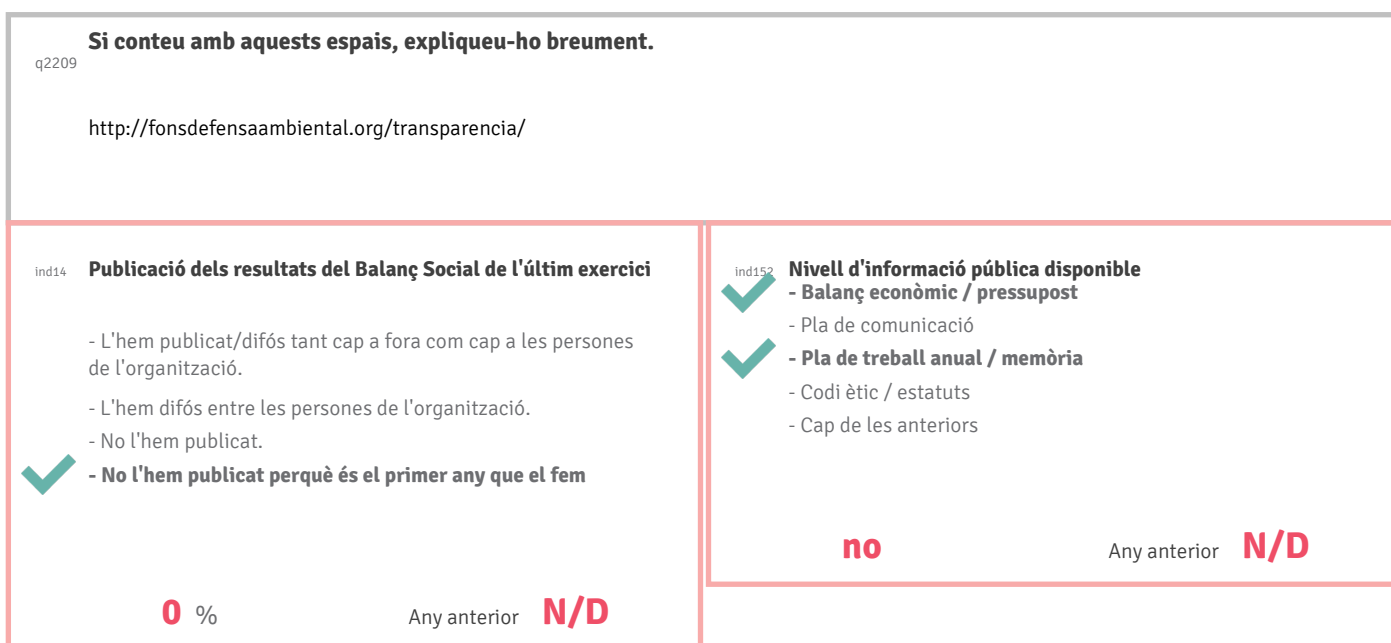 Si conteu amb aquests espais, expliqueu-ho breument.
q2209
http://fonsdefensaambiental.org/transparencia/
ind14 Publicació dels resultats del Balanç Social de l'últim exercici
- L'hem publicat/difós tant cap a fora com cap a les persones
de l'organització.
- L'hem difós entre les persones de l'organització.
- No l'hem publicat.
- No l'hem publicat perquè és el primer any que el fem
0 % Any anterior N/D
ind152 Nivell d'informació pública disponible
- Balanç econòmic / pressupost
- Pla de comunicació
- Pla de treball anual / memòria
- Codi ètic / estatuts
- Cap de les anteriors
no Any anterior N/D